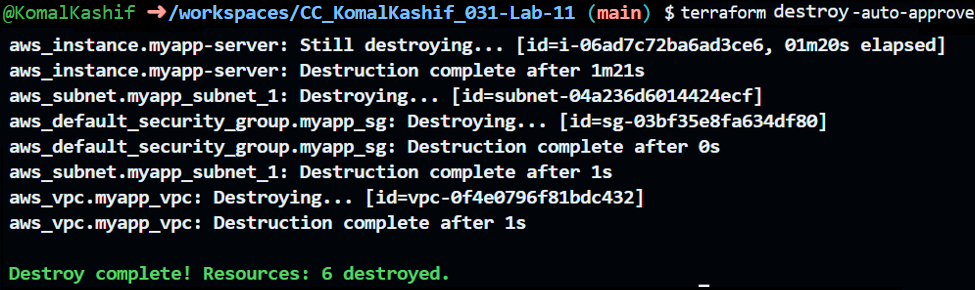 @KomalKashif ➜/workspaces/CC_KomalKashif_031-Lab-11 (main) $ terraform destroy -auto-approve
aws_instance.myapp-server: Still destroying... [id=i-06ad7c72ba6ad3ce6, 01m20s elapsed]
aws_instance.myapp-server: Destruction complete after 1m21s
aws_subnet.myapp_subnet_1: Destroying... [id=subnet-04a236d6014424ecf]
aws_default_security_group.myapp_sg: Destroying... [id=sg-03bf35e8fa634df80]
aws_default_security_group.myapp_sg: Destruction complete after 0s
aws_subnet.myapp_subnet_1: Destruction complete after 1s
aws_vpc.myapp_vpc: Destroying... [id=vpc-0f4e0796f81bdc432]
aws_vpc.myapp_vpc: Destruction complete after 1s
Destroy complete! Resources: 6 destroyed.